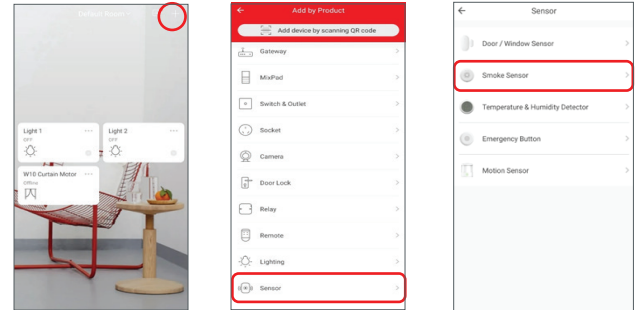 Default Room
Light 1
OFF
Light 2
OFF
W10 Curtain Motor
Offline
Add by Product
Add device by scanning QR code
Gateway
MixPad
Switch & Outlet
Socket
Camera
Door Lock
Relay
Remote
Lighting
Sensor
Sensor
Door / Window Sensor
Smoke Sensor
Temperature & Humidity Detector
Emergency Button
Motion Sensor